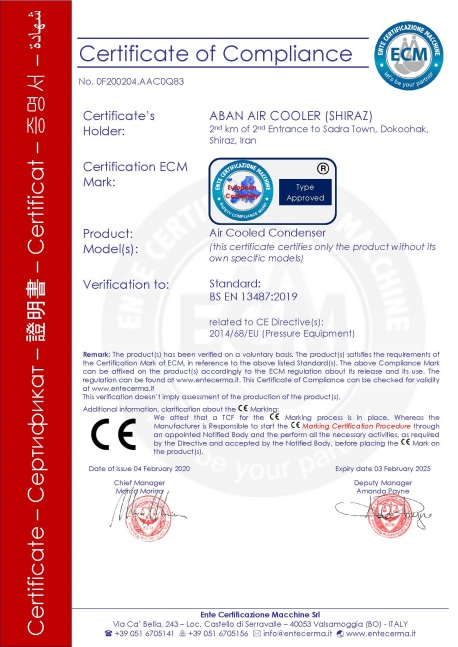 Certificate – Сертификат – 證明書 – Certificat – 증명서 – شهادة
Certificate of Compliance
No. 0F200204.AAC0Q83
ENTE CERTIFICAZIONE MACCHINE
ECM
let's be your partner
Certificate's
Holder:
ABAN AIR COOLER (SHIRAZ)
2nd km of 2nd Entrance to Sadra Town, Dokoohak,
Shiraz, Iran
Certification ECM
Mark:
ENTE CERTIFICAZIONE MACCHINE
European
Conformity
®
Type
Approved
Product:
Model(s):
Air Cooled Condenser
(this certificate certifies only the product without its
own specific models)
Verification to:
Standard:
BS EN 13487:2019
related to CE Directive(s):
2014/68/EU (Pressure Equipment)
Remark: The product(s) has been verified on a voluntary basis. The product(s) satisfies the requirements of
the Certification Mark of ECM, in reference to the above listed Standard(s). The above Compliance Mark
can be affixed on the product(s) accordingly to the ECM regulation about its release and its use. The
regulation can be found at www.entecerma.it. This Certificate of Compliance can be checked for validity
at www.entecerma.it
This verification doesn't imply assessment of the production of the product(s).
Additional information, clarification about the CE Marking:
CE
We attest that a TCF for the CE Marking process is in place. Whereas the
Manufacturer is Responsible to start the CE Marking Certification Procedure through
an appointed Notified Body and the perform all the necessary activities, as required
by the Directive and accepted by the Notified Body, before placing the CE Mark on
the product(s).
Date of issue 04 February 2020
Expiry date 03 February 2025
Chief Manager
Marco Morina
Deputy Manager
Amanda Payne
Ente Certificazione Macchine Srl
Via Ca' Bella, 243 – Loc. Castello di Serravalle – 40053 Valsamoggia (BO) - ITALY
☎ +39 051 6705141 +39 051 6705156 ✉ info@entecerma.it www.entecerma.it